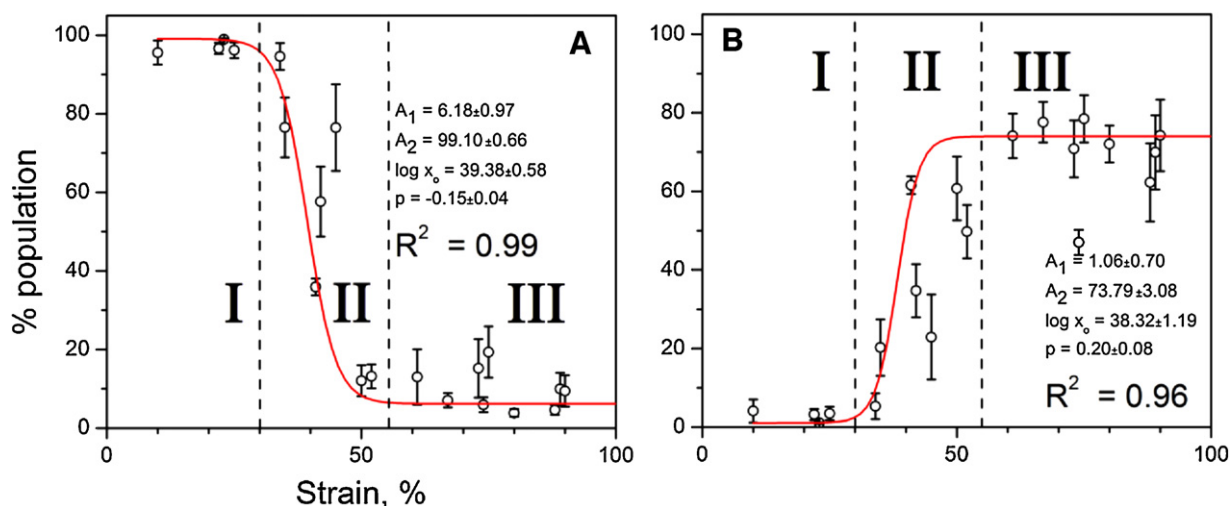 A
100
80
60
40
20
0
% population
I
II
III
A₁ = 6.18±0.97
A₂ = 99.10±0.66
log xₒ = 39.38±0.58
p = -0.15±0.04
R² = 0.99
0
50
100
Strain, %
B
100
80
60
40
20
0
I
II
III
A₁ = 1.06±0.70
A₂ = 73.79±3.08
log xₒ = 38.32±1.19
p = 0.20±0.08
R² = 0.96
0
50
100